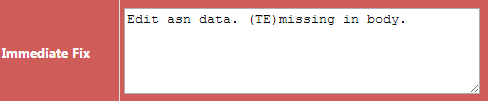 Edit asn data. (TE)missing in body.
Immediate Fix